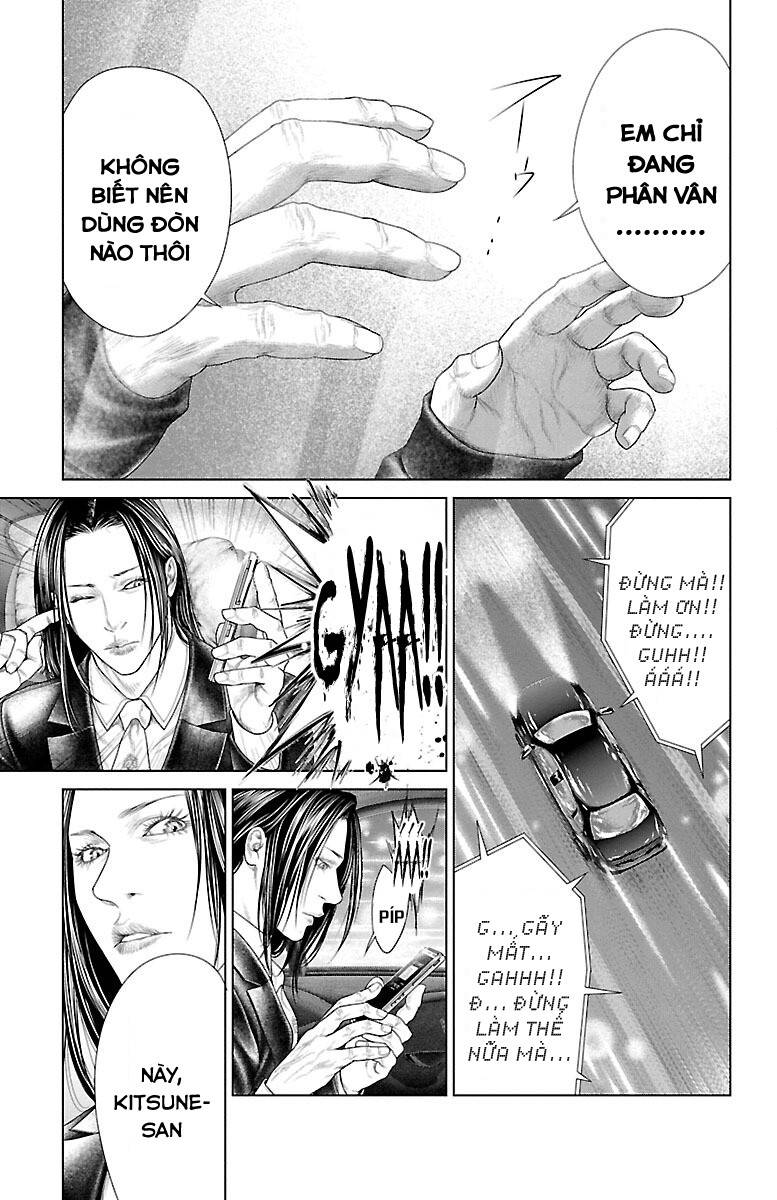 EM CHỈ
ĐANG
PHÂN VÂN
..........
KHÔNG
BIẾT NÊN
DÙNG ĐÒN
NÀO THÔI
ĐỪNG MÀ!!
LÀM ƠN!!
ĐỪNG....
GUHH!!
ÁÁÁ!!
GYAA!!
G... GÃY
MẤT...
GAHHH!!
Đ... ĐỪNG
LÀM THẾ
NỮA MÀ...
AA!!
PÍP
NÀY,
KITSUNE-
SAN